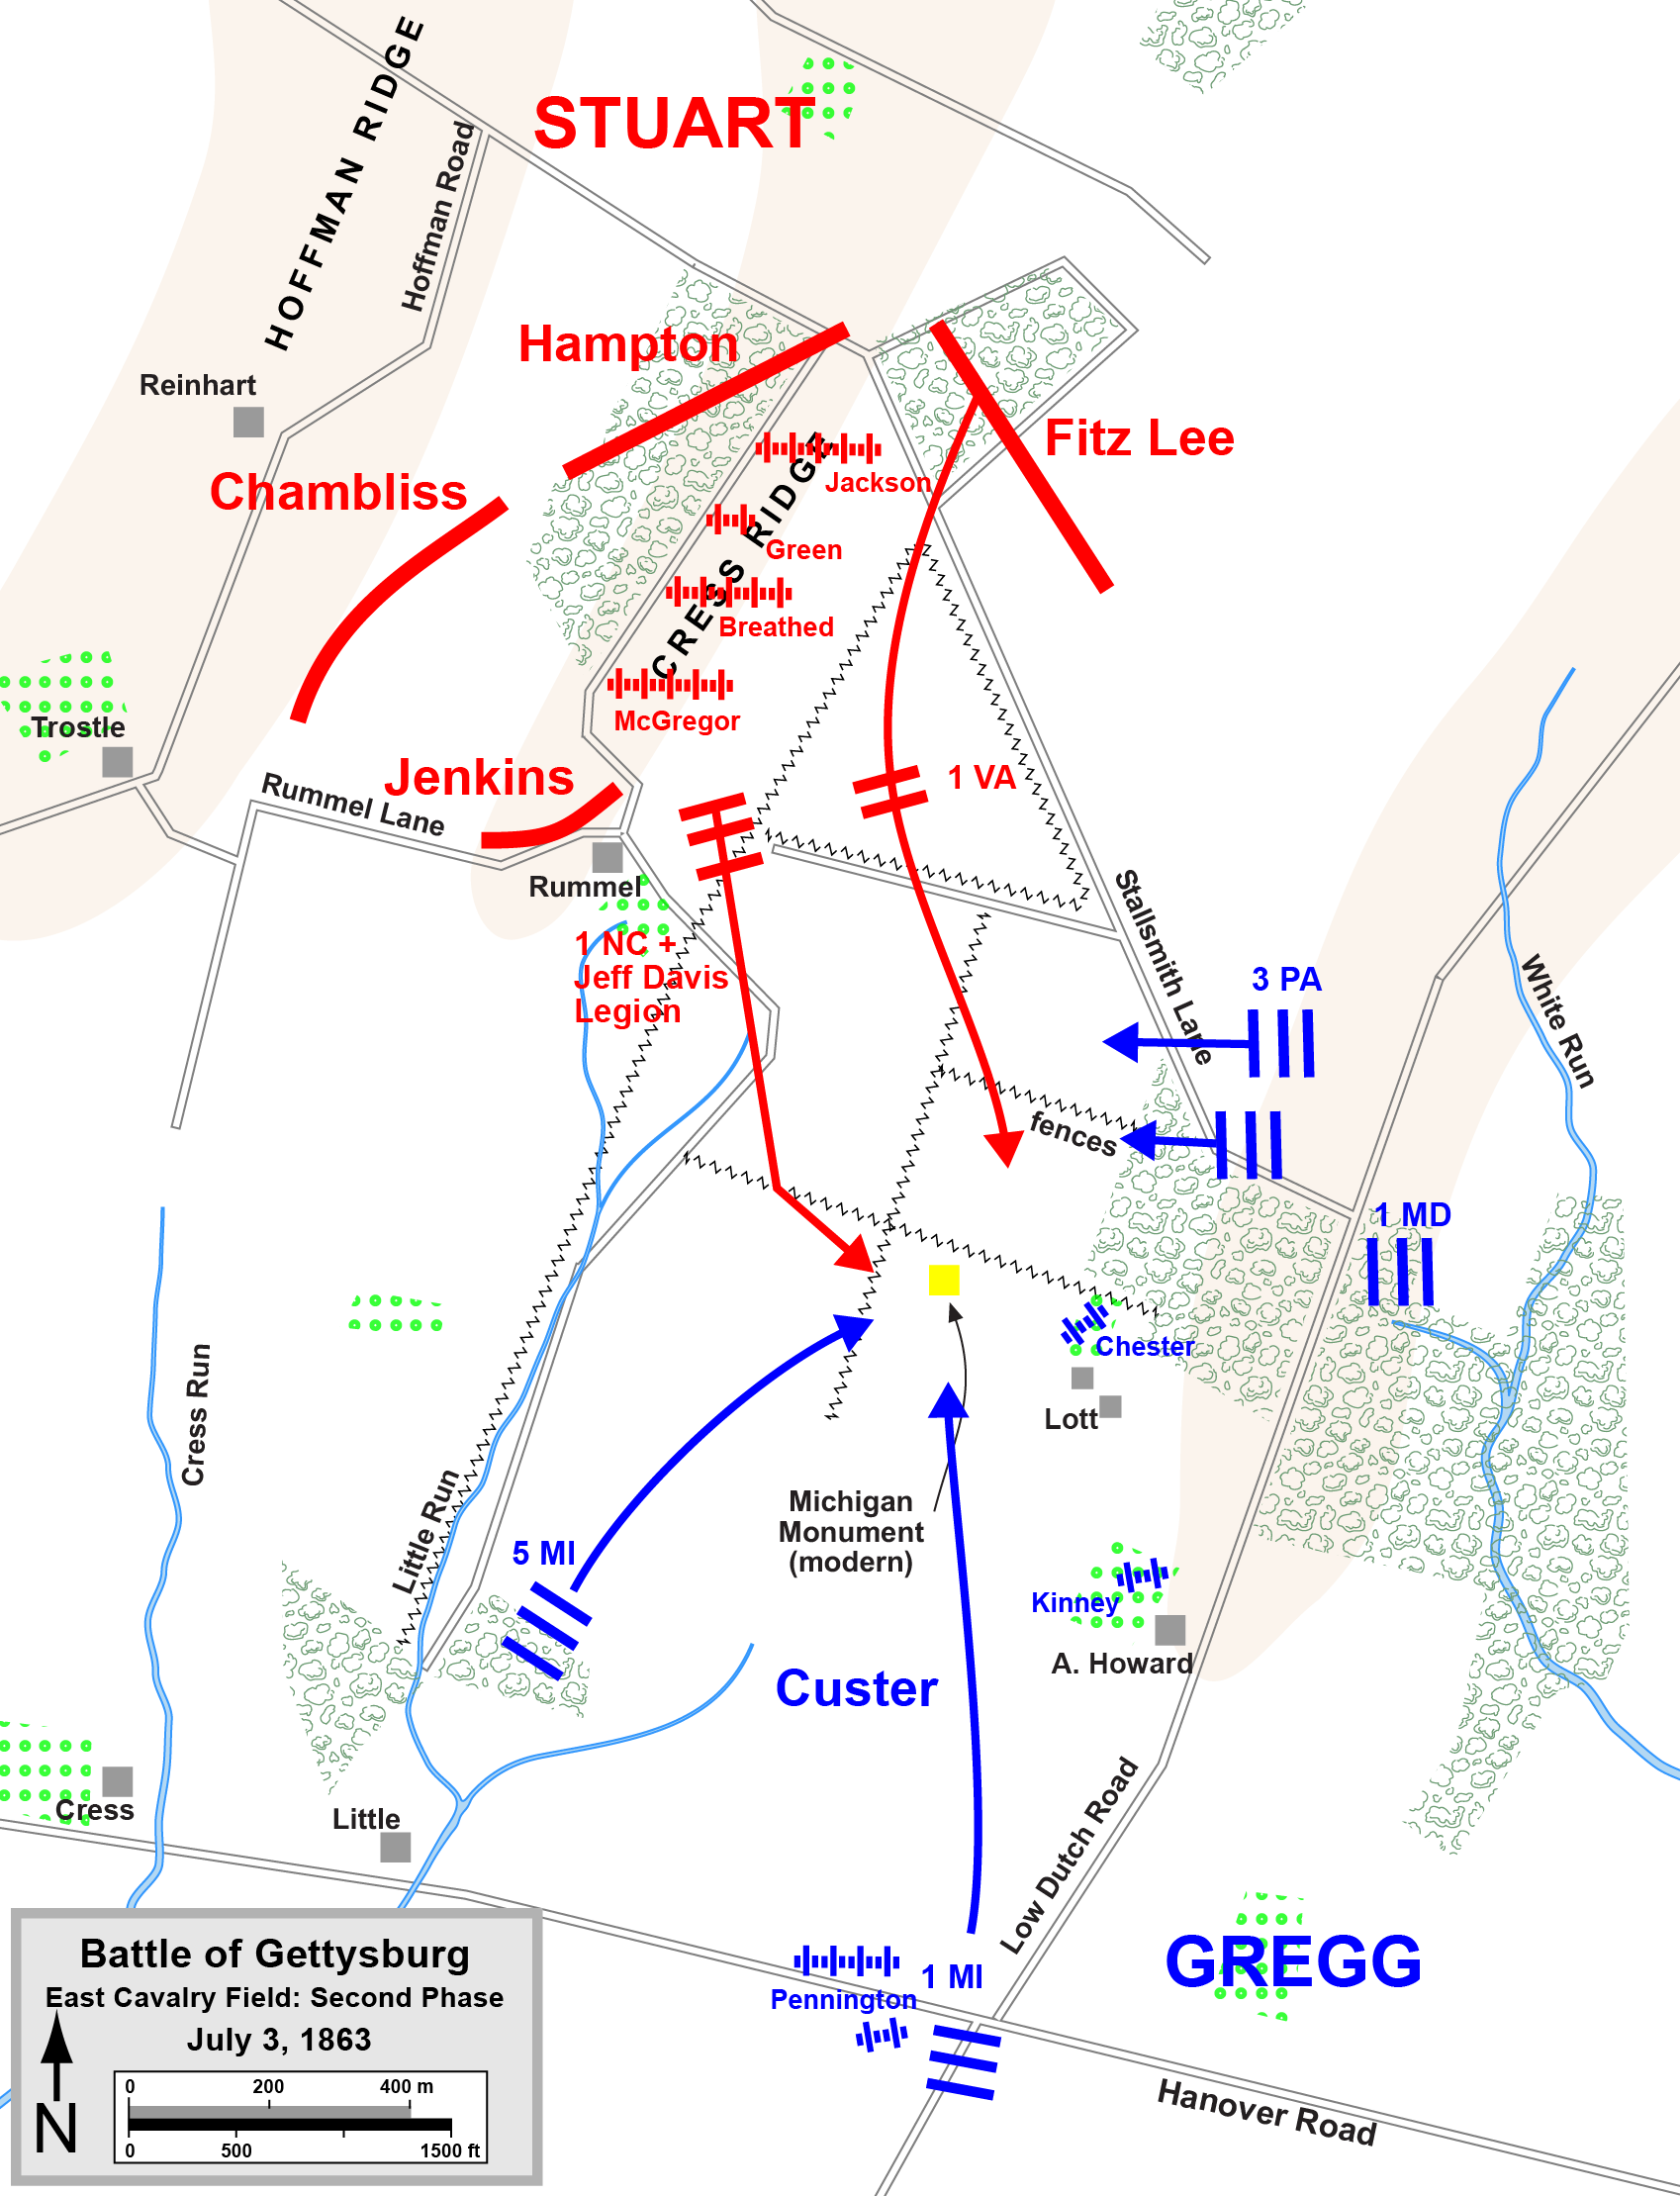 HOFFMAN RIDGE
Hoffman Road
STUART
Hampton
Reinhart
Fitz Lee
Chambliss
CRESS RIDGE
Jackson
Green
Breathed
McGregor
Trostle
Jenkins
1 VA
Rummel Lane
Rummel
Stallsmith Lane
1 NC +
Jeff Davis
Legion
3 PA
White Run
fences
1 MD
Chester
Lott
Cress Run
Little Run
Michigan
Monument
(modern)
5 MI
Kinney
A. Howard
Custer
Cress
Little
Low Dutch Road
GREGG
1 MI
Pennington
Hanover Road
Battle of Gettysburg
East Cavalry Field: Second Phase
July 3, 1863
N
0 200 400 m
0 500 1500 ft